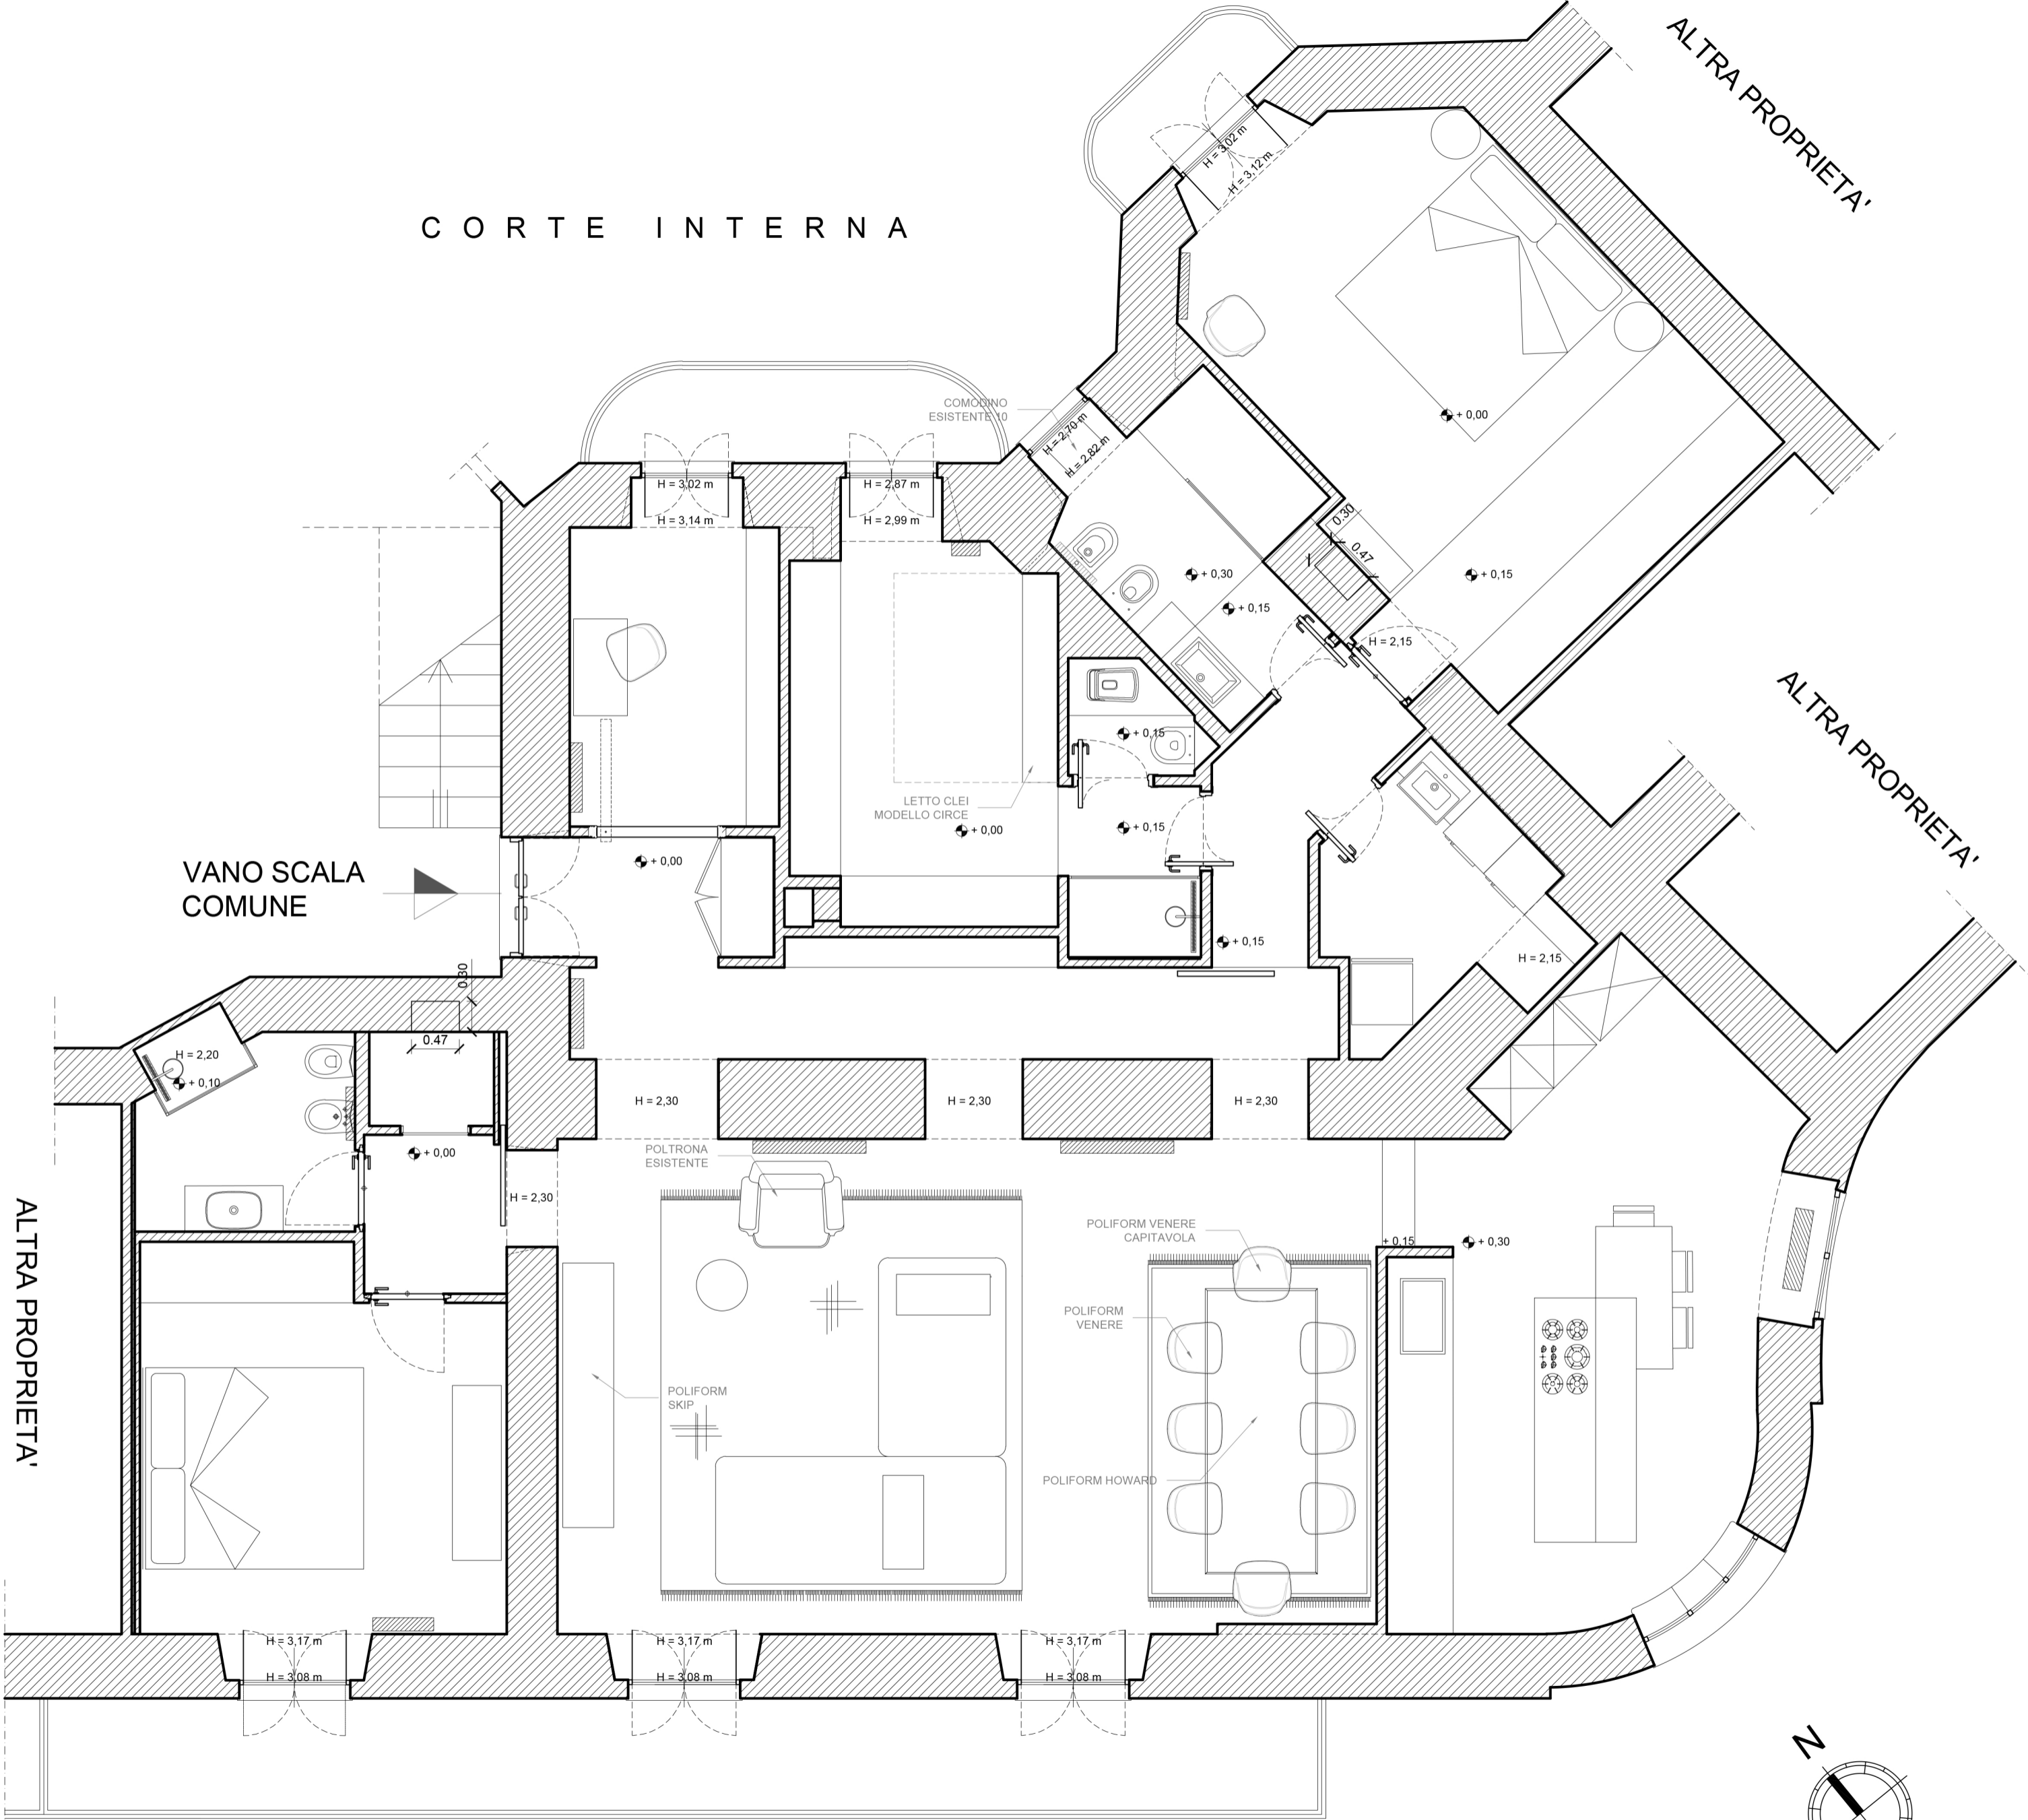 ALTRA PROPRIETA'
H = 3,02 m
H = 3,12 m
CORTE INTERNA
COMODINO
ESISTENTE 10
H = 2,70 m
H = 2,82 m
+ 0,00
H = 3,02 m
H = 2,87 m
H = 3,14 m
H = 2,99 m
0.30
0.47
+ 0,30
+ 0,15
+ 0,15
H = 2,15
ALTRA PROPRIETA'
+ 0,15
LETTO CLEI
MODELLO CIRCE
+ 0,00
+ 0,15
VANO SCALA
COMUNE
+ 0,00
+ 0,15
H = 2,15
0.30
0.47
H = 2,20
+ 0,10
H = 2,30
H = 2,30
H = 2,30
+ 0,00
POLTRONA
ESISTENTE
H = 2,30
ALTRA PROPRIETA'
POLIFORM VENERE
CAPITAVOLA
+ 0,15
+ 0,30
POLIFORM
VENERE
POLIFORM
SKIP
POLIFORM HOWARD
H = 3,17 m
H = 3,08 m
H = 3,17 m
H = 3,08 m
H = 3,17 m
H = 3,08 m
N